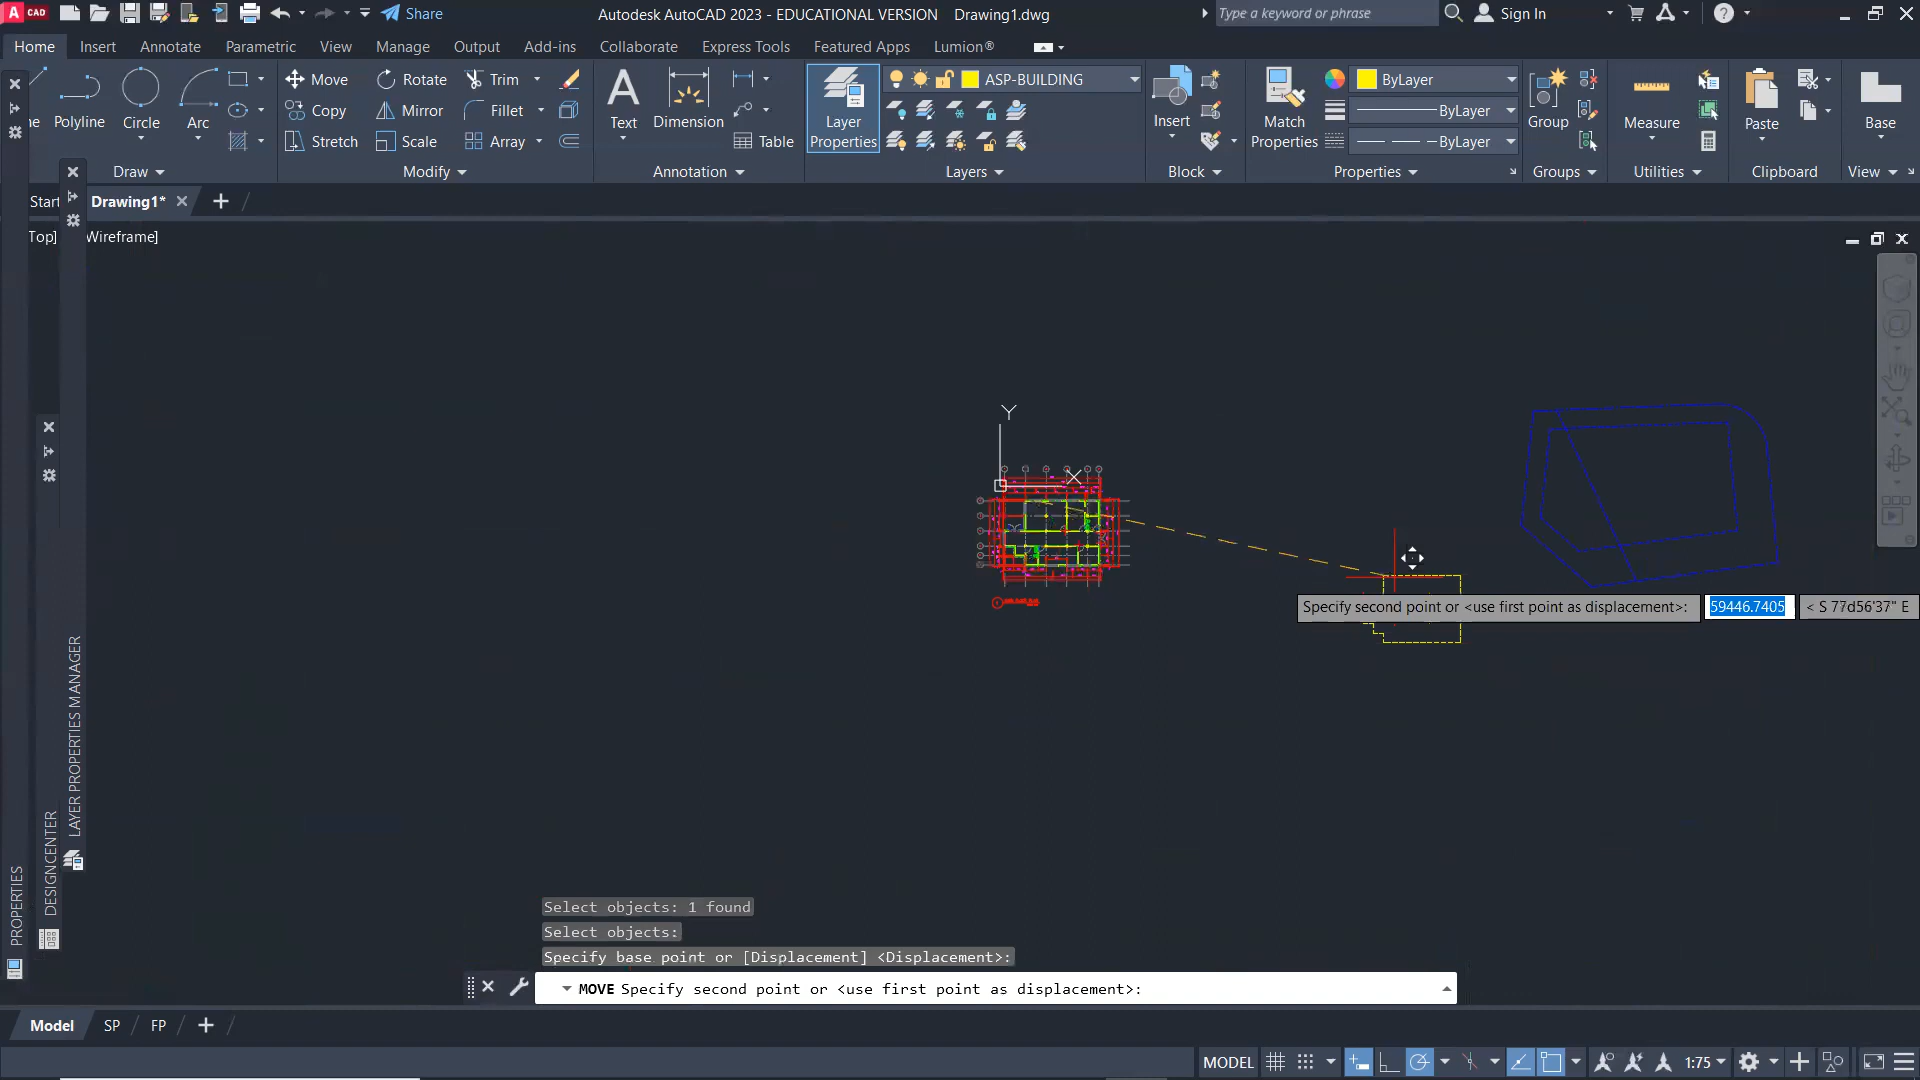 A CAD
Share
Autodesk AutoCAD 2023 - EDUCATIONAL VERSION Drawing1.dwg
Type a keyword or phrase
Sign In
Home Insert Annotate Parametric View Manage Output Add-ins Collaborate Express Tools Featured Apps Lumion®
Polyline
Circle
Arc
Draw
Move
Rotate
Trim
Copy
Mirror
Fillet
Stretch
Scale
Array
Modify
Text
Dimension
Table
Annotation
Layer
Properties
ASP-BUILDING
Layers
Insert
Block
Match
Properties
ByLayer
ByLayer
ByLayer
Properties
Group
Groups
Measure
Utilities
Paste
Clipboard
Base
View
Start
Drawing1*
Top]
Wireframe]
Y
X
Specify second point or <use first point as displacement>: 59446.7405 < S 77d56'37" E
PROPERTIES
DESIGNCENTER
LAYER PROPERTIES MANAGER
Select objects: 1 found
Select objects:
Specify base point or [Displacement] <Displacement>:
MOVE Specify second point or <use first point as displacement>:
Model SP FP
MODEL
1:75